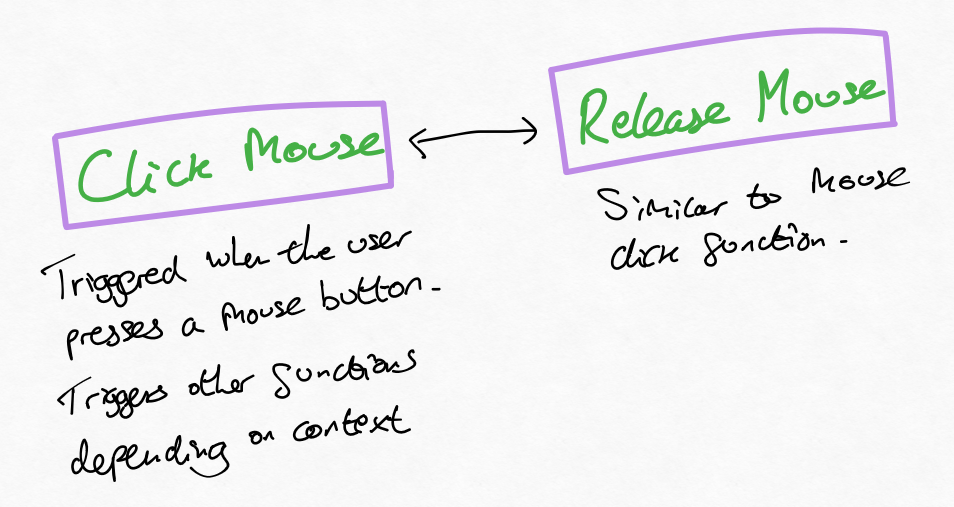 Click Mouse
Release Mouse
Triggered when the user
presses a mouse button.
Triggers other functions
depending on context
Similar to mouse
click function.